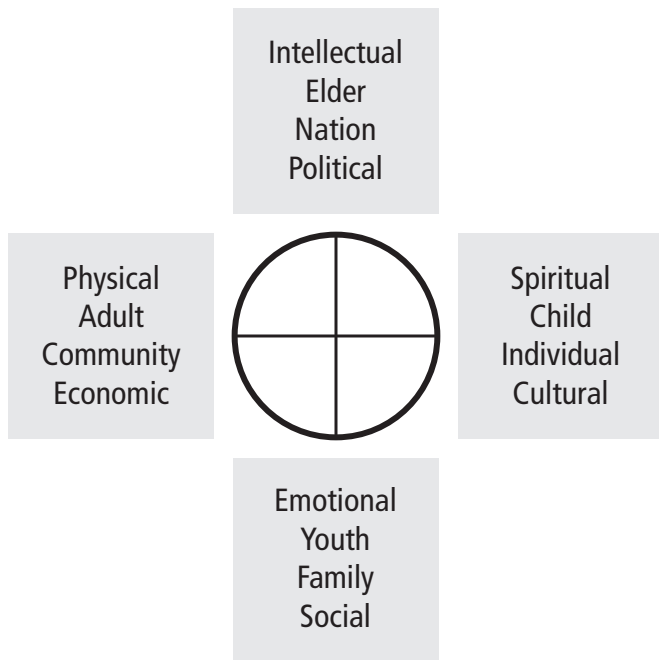 Intellectual
Elder
Nation
Political
Physical
Adult
Community
Economic
Spiritual
Child
Individual
Cultural
Emotional
Youth
Family
Social